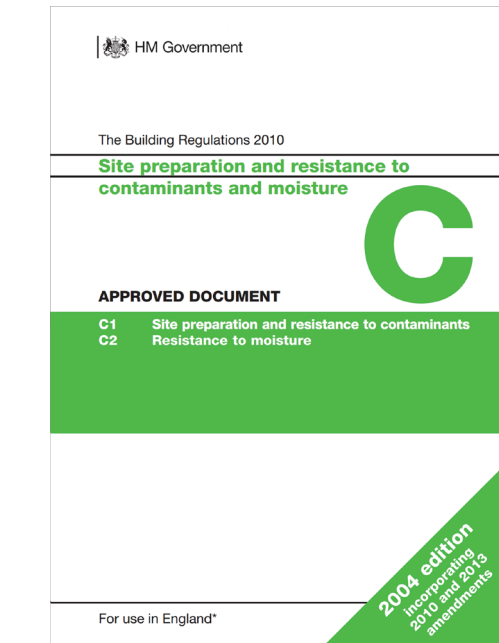 HM Government
The Building Regulations 2010
Site preparation and resistance to
contaminants and moisture
C
APPROVED DOCUMENT
C1 Site preparation and resistance to contaminants
C2 Resistance to moisture
2004 edition
incorporating
2010 and 2013
amendments
For use in England*